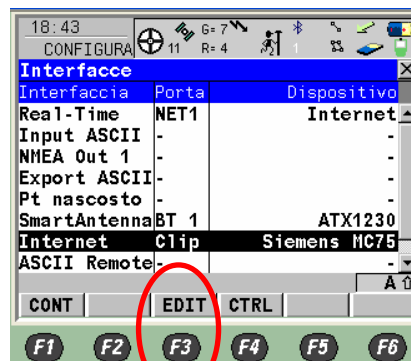 18:43
CONFIGURA
11
G= 7
R= 4
1
Interfacce
Interfaccia Porta Dispositivo
Real-Time NET1 Internet
Input ASCII - -
NMEA Out 1 - -
Export ASCII - -
Pt nascosto - -
SmartAntenna BT 1 ATX1230
Internet Clip Siemens MC75
ASCII Remote - -
A
CONT EDIT CTRL
F1 F2 F3 F4 F5 F6